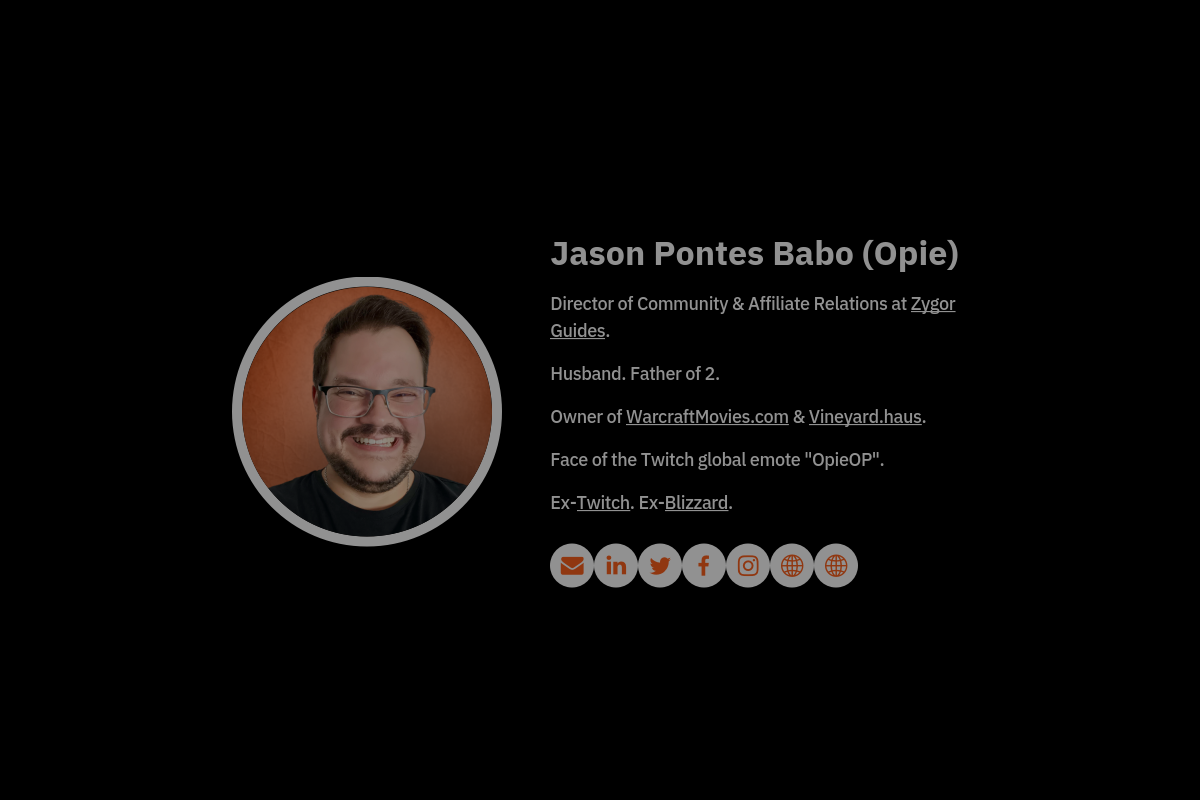 Jason Pontes Babo (Opie)
Director of Community & Affiliate Relations at Zygor
Guides.
Husband. Father of 2.
Owner of WarcraftMovies.com & Vineyard.haus.
Face of the Twitch global emote "OpieOP".
Ex-Twitch. Ex-Blizzard.